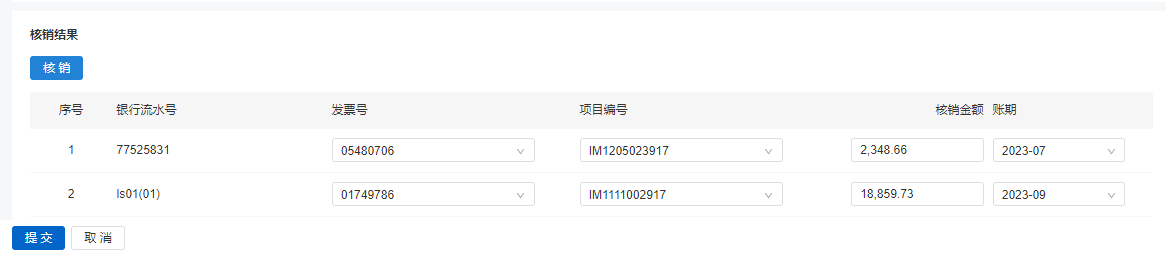 核销结果
核 销
序号 银行流水号 发票号 项目编号 核销金额 账期
1 77525831 05480706 IM1205023917 2,348.66 2023-07
2 ls01(01) 01749786 IM1111002917 18,859.73 2023-09
提 交 取 消